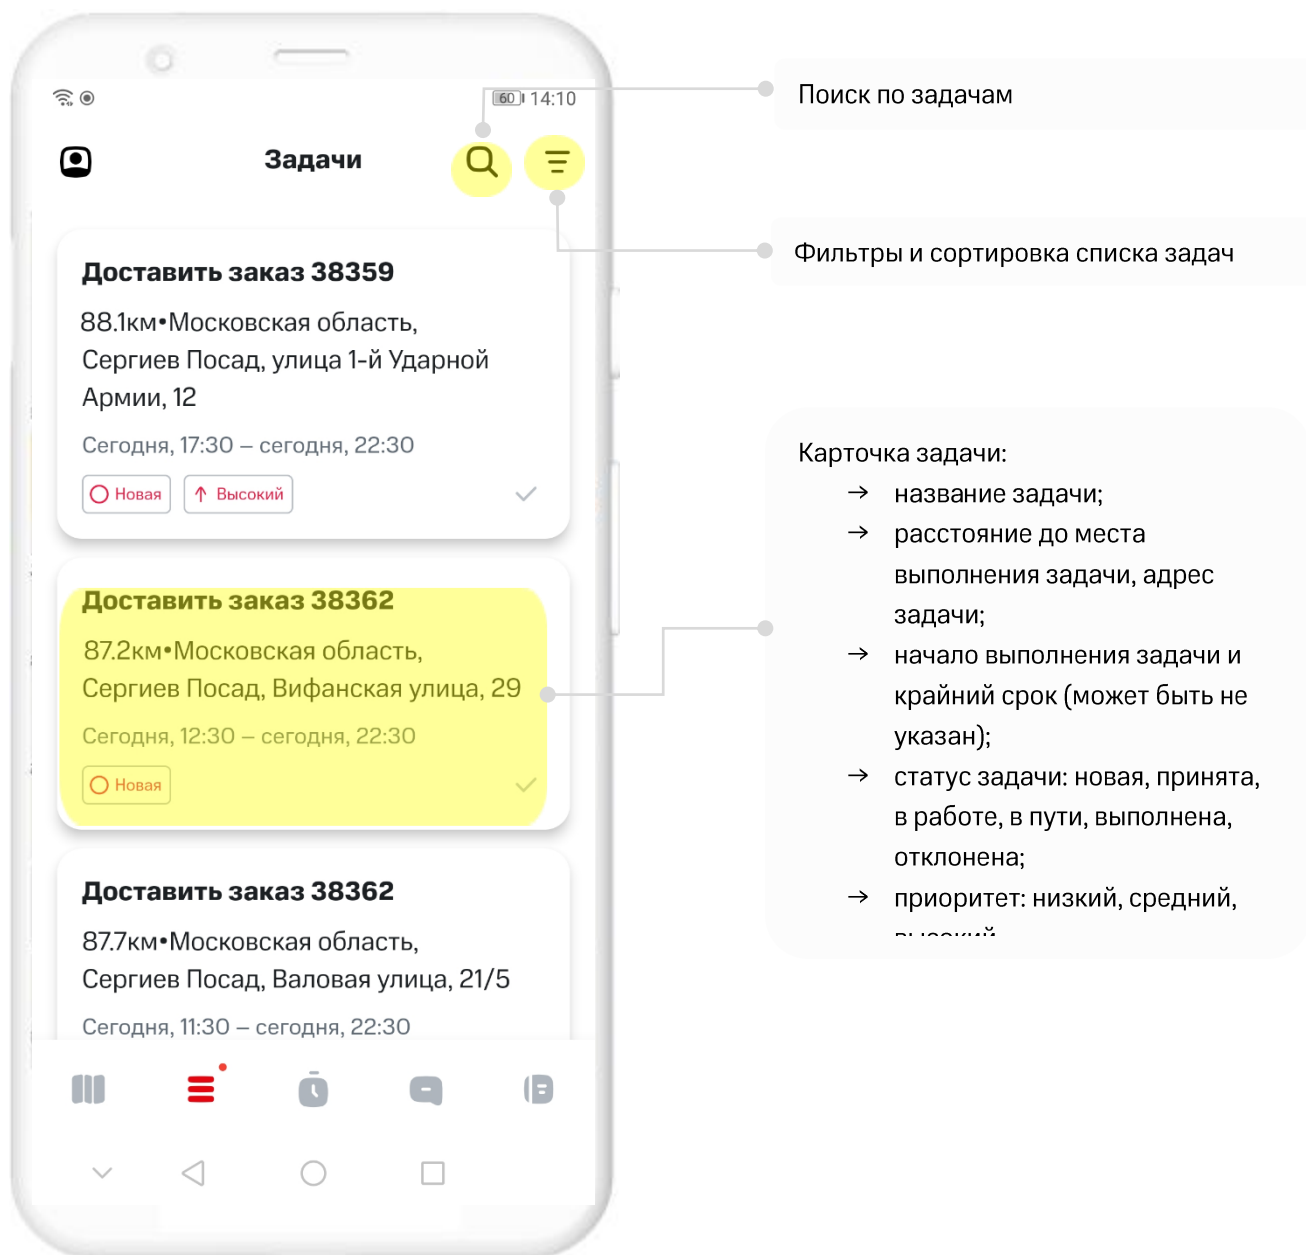 60 14:10
Задачи
Доставить заказ 38359
88.1км•Московская область,
Сергиев Посад, улица 1-й Ударной
Армии, 12
Сегодня, 17:30 – сегодня, 22:30
Новая ↑ Высокий
Доставить заказ 38362
87.2км•Московская область,
Сергиев Посад, Вифанская улица, 29
Сегодня, 12:30 – сегодня, 22:30
Новая
Доставить заказ 38362
87.7км•Московская область,
Сергиев Посад, Валовая улица, 21/5
Сегодня, 11:30 – сегодня, 22:30
Поиск по задачам
Фильтры и сортировка списка задач
Карточка задачи:
→ название задачи;
→ расстояние до места
выполнения задачи, адрес
задачи;
→ начало выполнения задачи и
крайний срок (может быть не
указан);
→ статус задачи: новая, принята,
в работе, в пути, выполнена,
отклонена;
→ приоритет: низкий, средний,
высокий